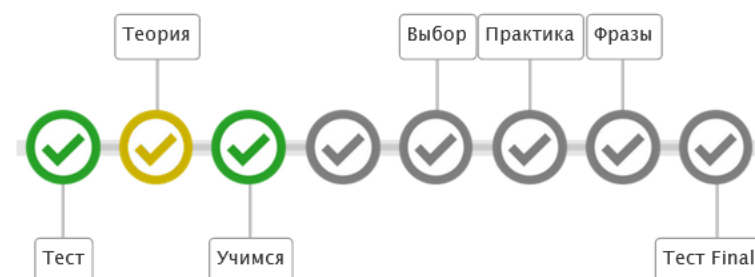 Теория
Выбор
Практика
Фразы
Тест
Учимся
Тест Final